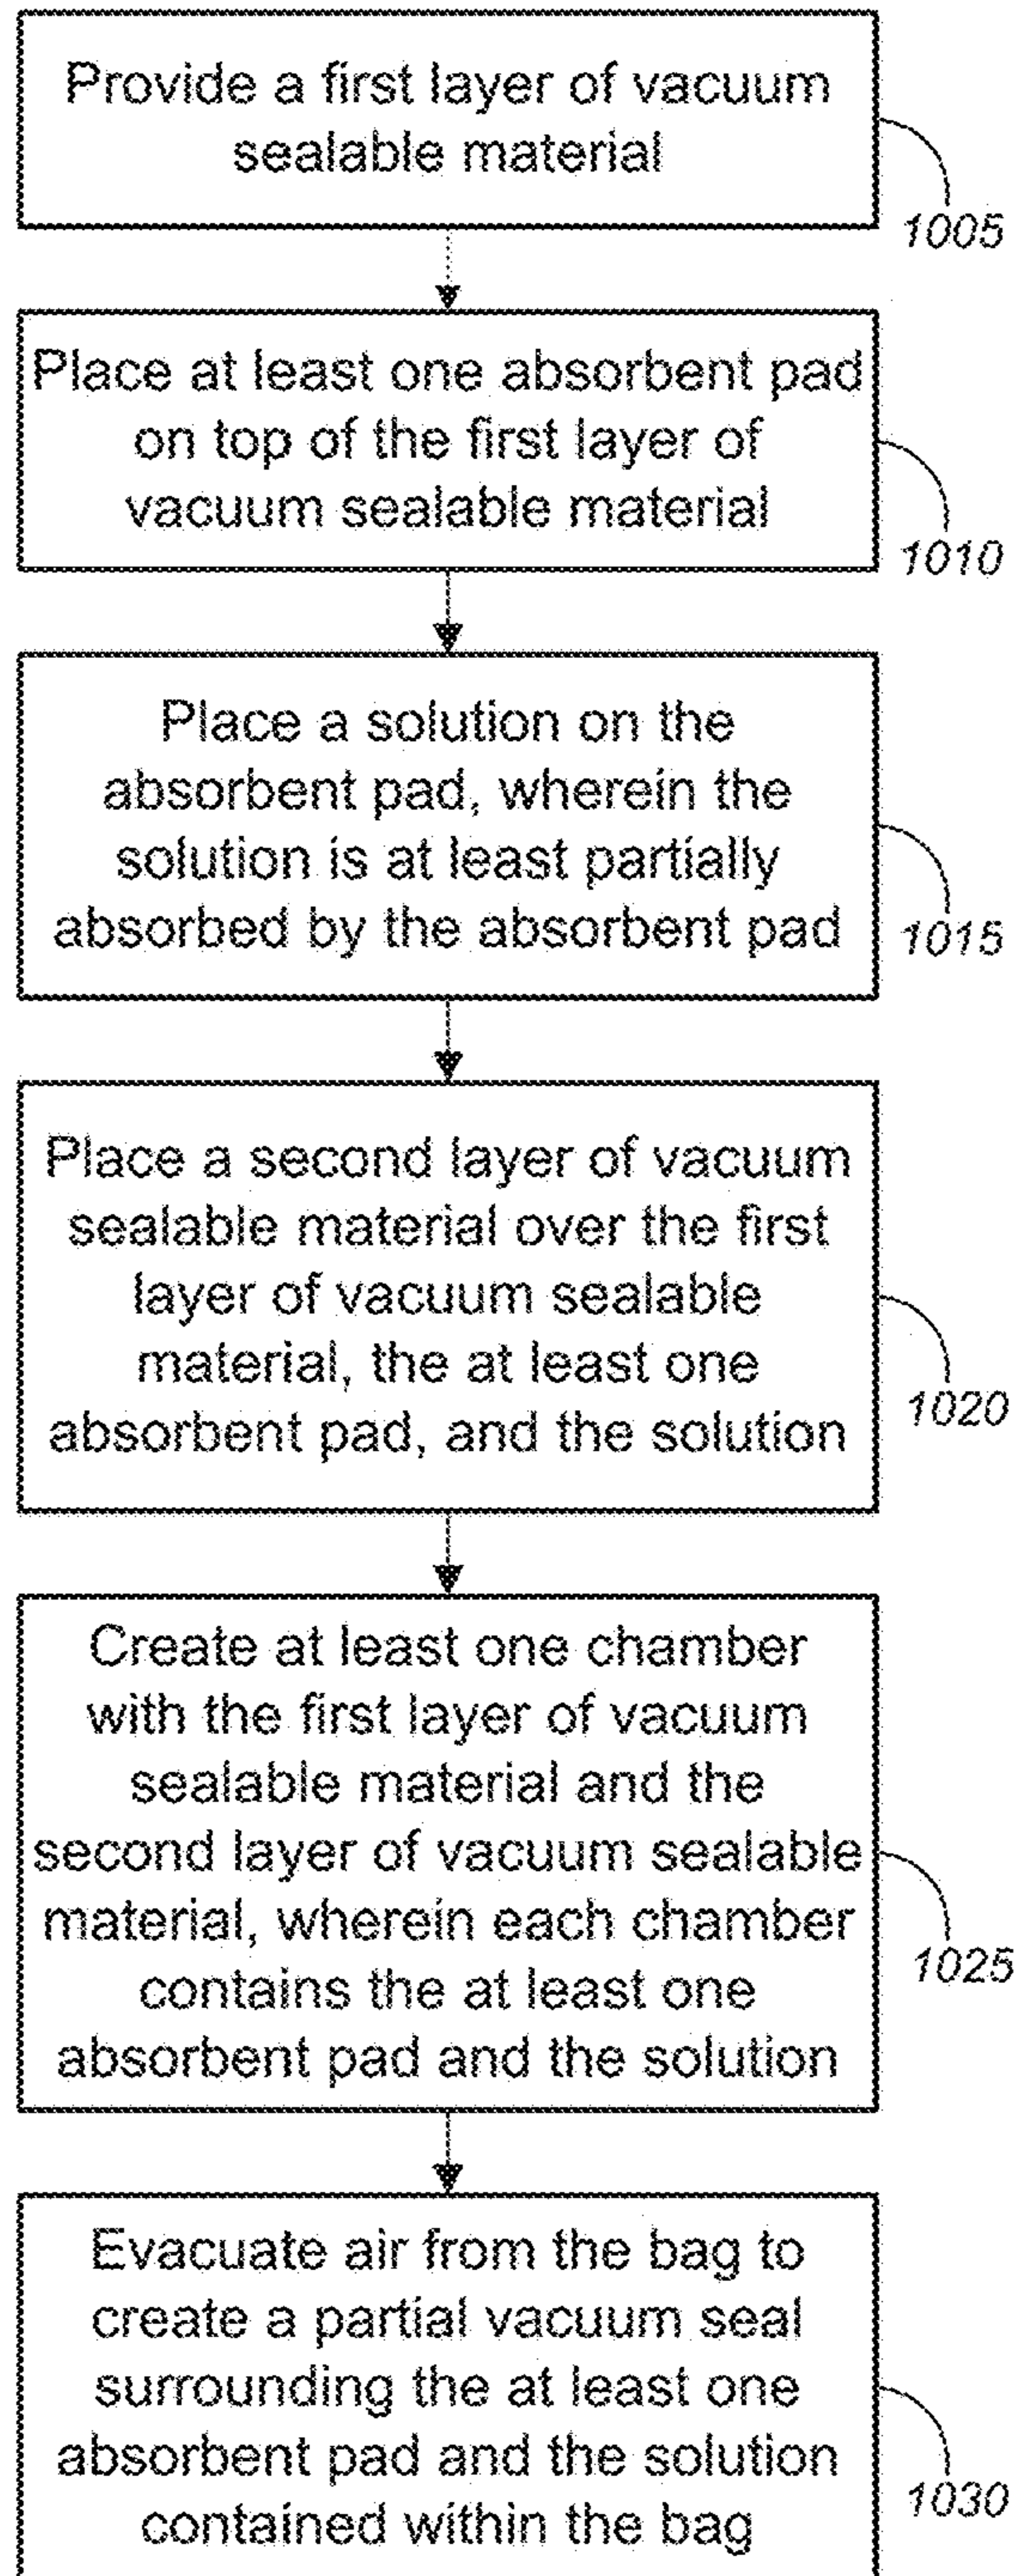 Provide a first layer of vacuum
sealable material
1005
Place at least one absorbent pad
on top of the first layer of
vacuum sealable material
1010
Place a solution on the
absorbent pad, wherein the
solution is at least partially
absorbed by the absorbent pad
1015
Place a second layer of vacuum
sealable material over the first
layer of vacuum sealable
material, the at least one
absorbent pad, and the solution
1020
Create at least one chamber
with the first layer of vacuum
sealable material and the
second layer of vacuum sealable
material, wherein each chamber
contains the at least one
absorbent pad and the solution
1025
Evacuate air from the bag to
create a partial vacuum seal
surrounding the at least one
absorbent pad and the solution
contained within the bag
1030